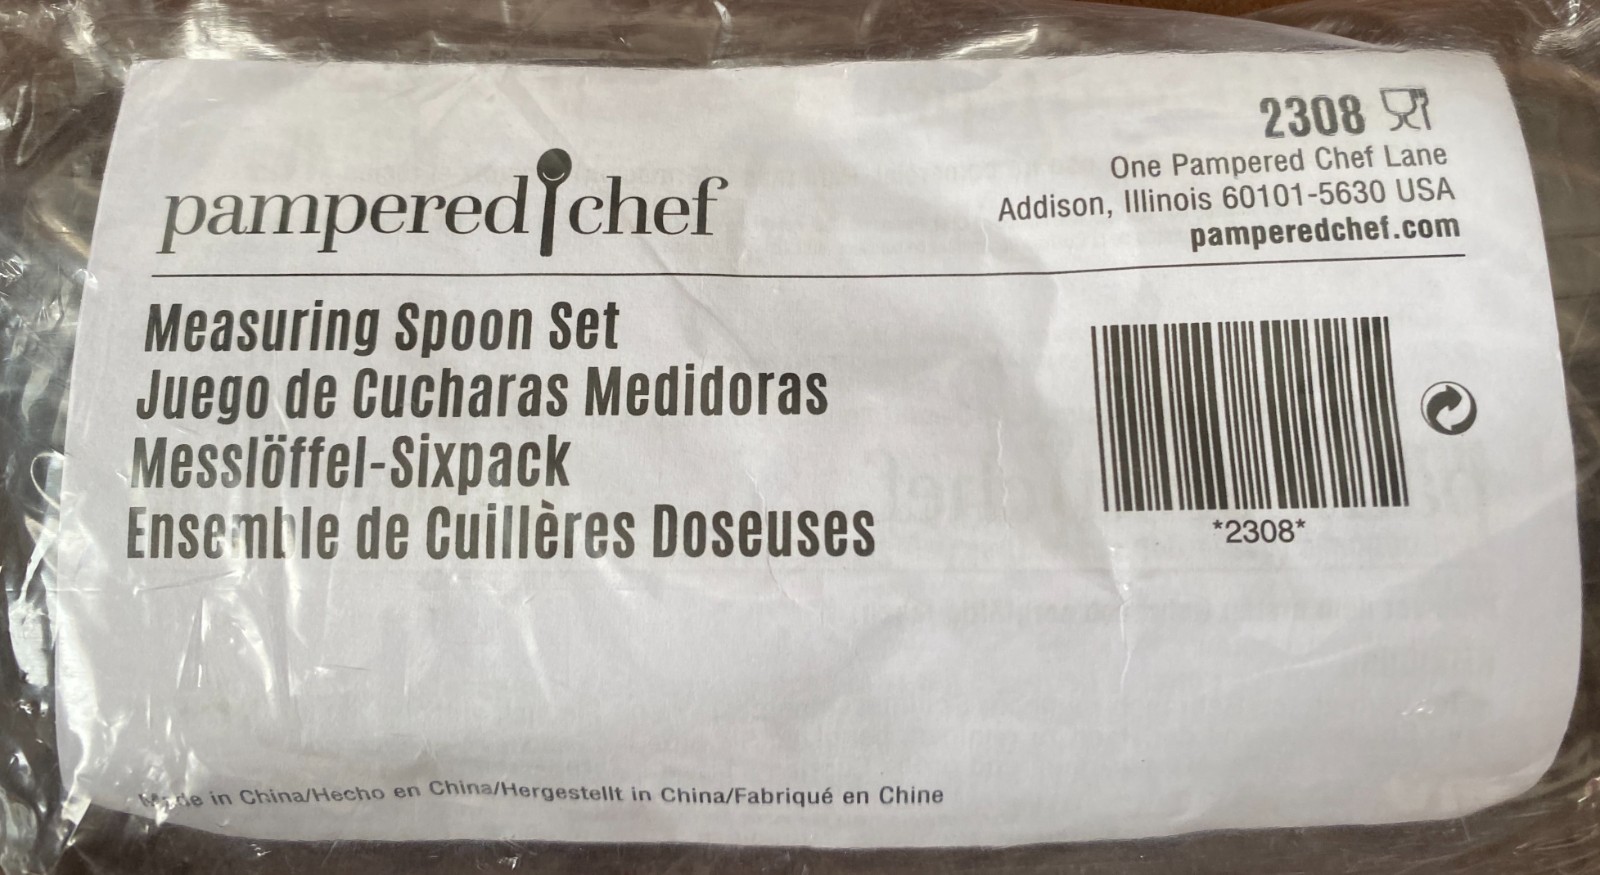 pampered chef
2308
One Pampered Chef Lane
Addison, Illinois 60101-5630 USA
pamperedchef.com
Measuring Spoon Set
Juego de Cucharas Medidoras
Messlöffel-Sixpack
Ensemble de Cuillères Doseuses
*2308*
Made in China/Hecho en China/Hergestellt in China/Fabriqué en Chine